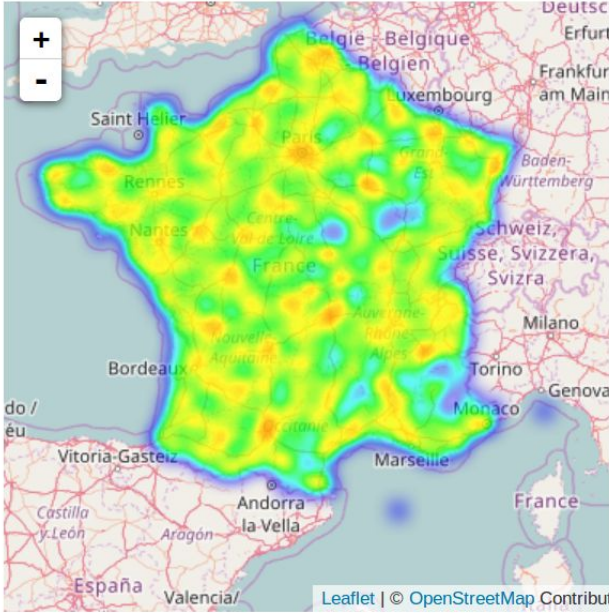 +
-
Deutsc
België - Belgique
- Belgien
Erfurt
Frankfur
am Main
Luxembourg
Saint Helier
Paris
Grand-
Est
Baden-
Württemberg
Rennes
Nantes
Centre-
Val de Loire
Schweiz,
Suisse, Svizzera,
Svizra
France
Auvergne-
Rhône-
Alpes
Milano
Nouvelle-
Aquitaine
Bordeaux
Torino
Genova
Monaco
do /
éu
Occitanie
Marseille
Vitoria-Gasteiz
Andorra
la Vella
France
Castilla
y León
Aragón
España
Valencia/
Leaflet | © OpenStreetMap Contribut